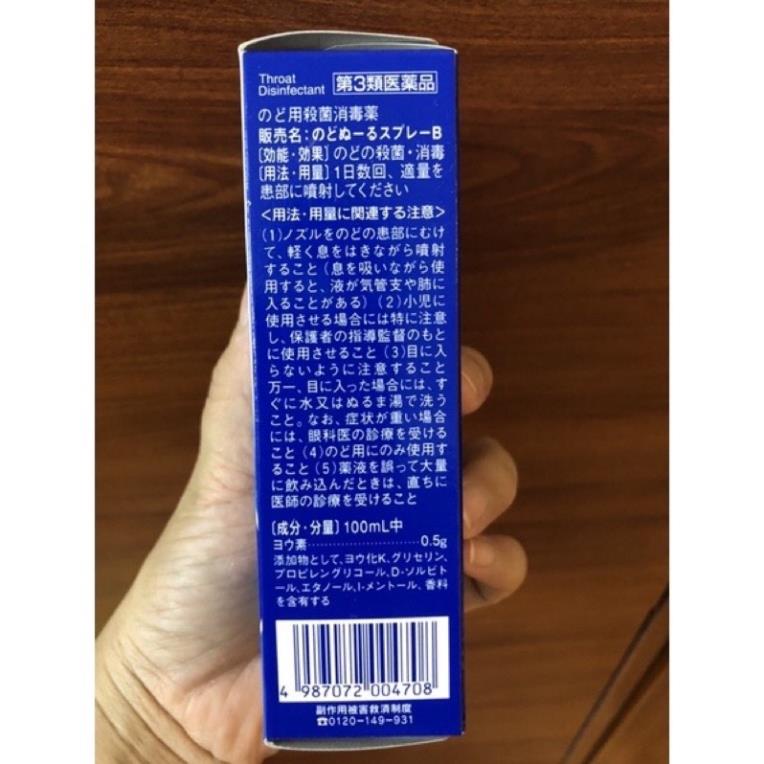 Throat
Disinfectant 第3類医薬品
のど用殺菌消毒薬
販売名：のどぬーるスプレーB
〔効能・効果〕のどの殺菌・消毒
〔用法・用量〕1日数回、適量を
患部に噴射してください
＜用法・用量に関連する注意＞
(1)ノズルをのどの患部にむけ
て、軽く息をはきながら噴射
すること（息を吸いながら使
用すると、液が気管支や肺に
入ることがある）(2)小児に
使用させる場合には特に注意
し、保護者の指導監督のもと
に使用させること(3)目に入
らないように注意すること
万一、目に入った場合には、す
ぐに水又はぬるま湯で洗う
こと。なお、症状が重い場合
には、眼科医の診療を受ける
こと(4)のど用にのみ使用す
ること(5)薬液を誤って大量
に飲み込んだときは、直ちに
医師の診療を受けること
〔成分・分量〕100mL中
ヨウ素……………0.5g
添加物として、ヨウ化K、グリセリン、
プロピレングリコール、D-ソルビト
ール、エタノール、l-メントール、香料
を含有する
4 987072 004708
副作用被害救済制度
☎0120-149-931